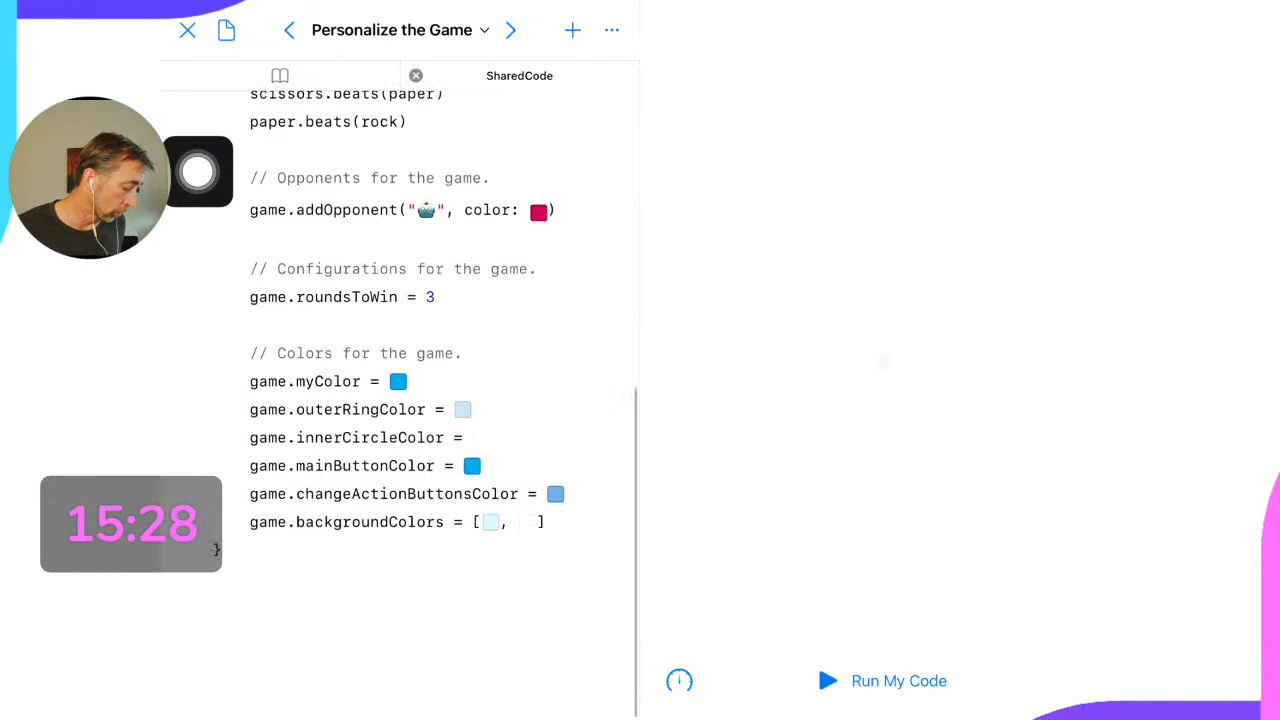 Personalize the Game
SharedCode
scissors.beats(paper)
paper.beats(rock)
// Opponents for the game.
game.addOpponent("🤖", color: )
// Configurations for the game.
game.roundsToWin = 3
// Colors for the game.
game.myColor =
game.outerRingColor =
game.innerCircleColor =
game.mainButtonColor =
game.changeActionButtonsColor =
game.backgroundColors = [ , ]
15:28
}
Run My Code